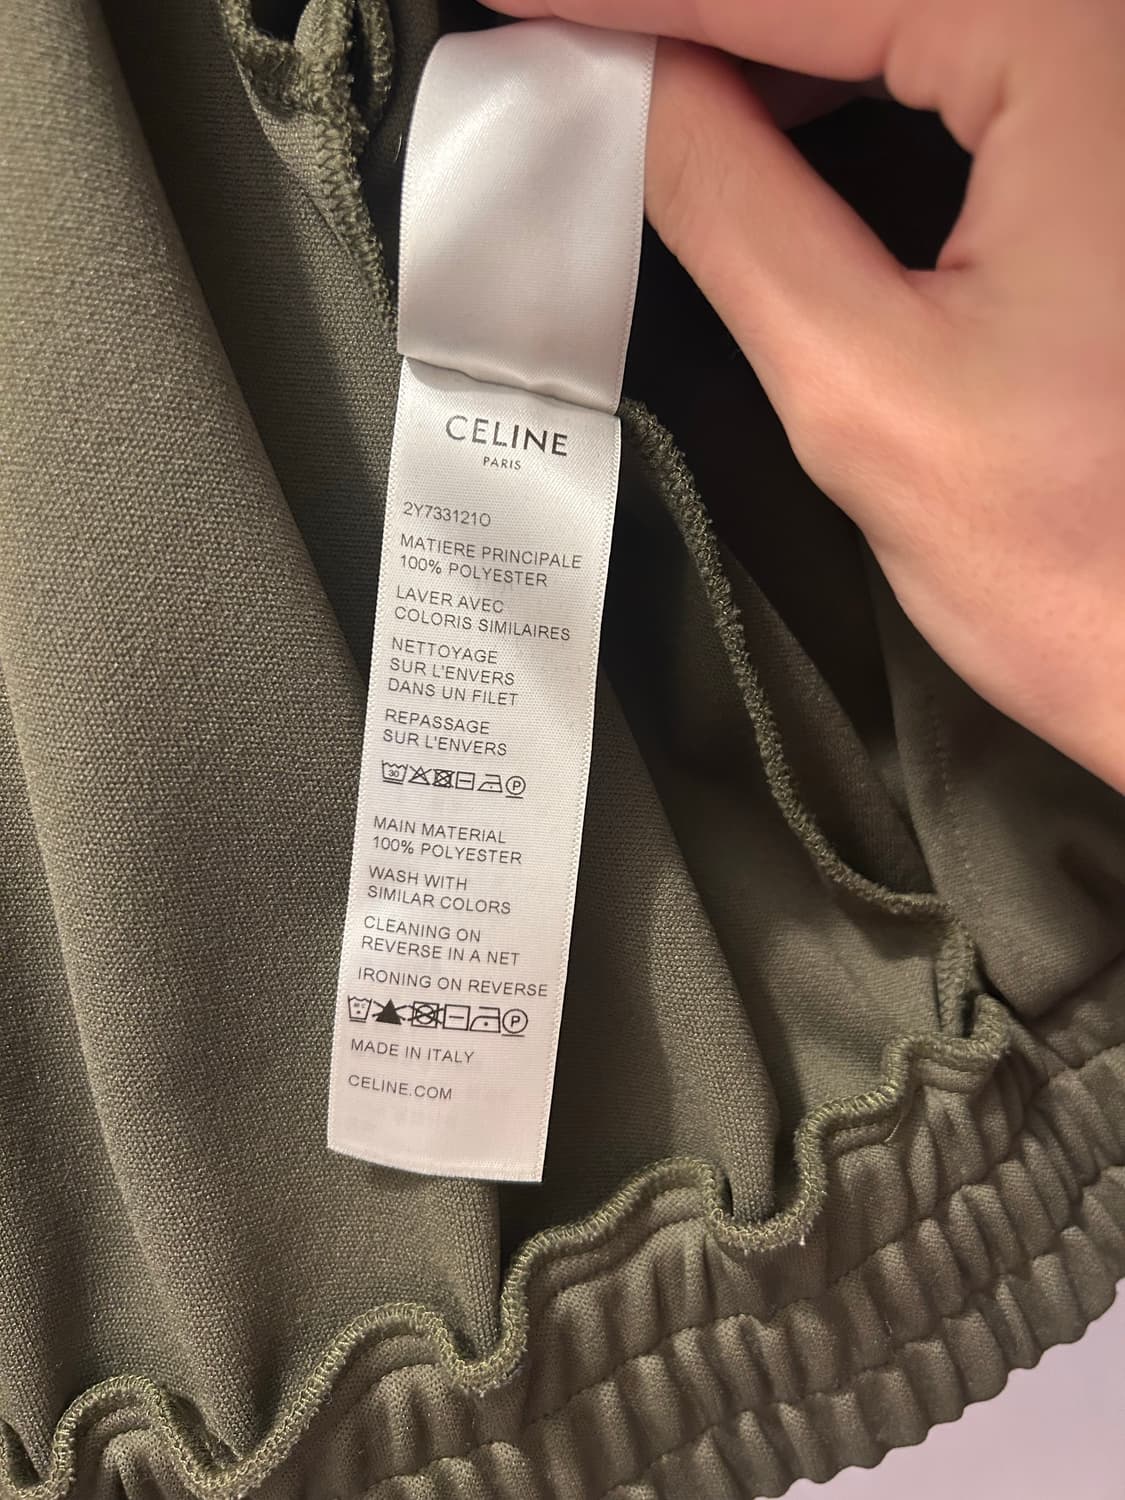 CELINE
PARIS
2Y733121O
MATIERE PRINCIPALE
100% POLYESTER
LAVER AVEC
COLORIS SIMILAIRES
NETTOYAGE
SUR L'ENVERS
DANS UN FILET
REPASSAGE
SUR L'ENVERS
30 P
MAIN MATERIAL
100% POLYESTER
WASH WITH
SIMILAR COLORS
CLEANING ON
REVERSE IN A NET
IRONING ON REVERSE
P
MADE IN ITALY
CELINE.COM